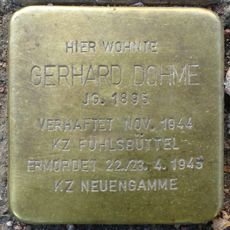 HIER WOHNTE
GERHARD DOHME
JG. 1895
VERHAFTET NOV. 1944
KZ FUHLSBÜTTEL
ERMORDET 22./23. 4. 1945
KZ NEUENGAMME